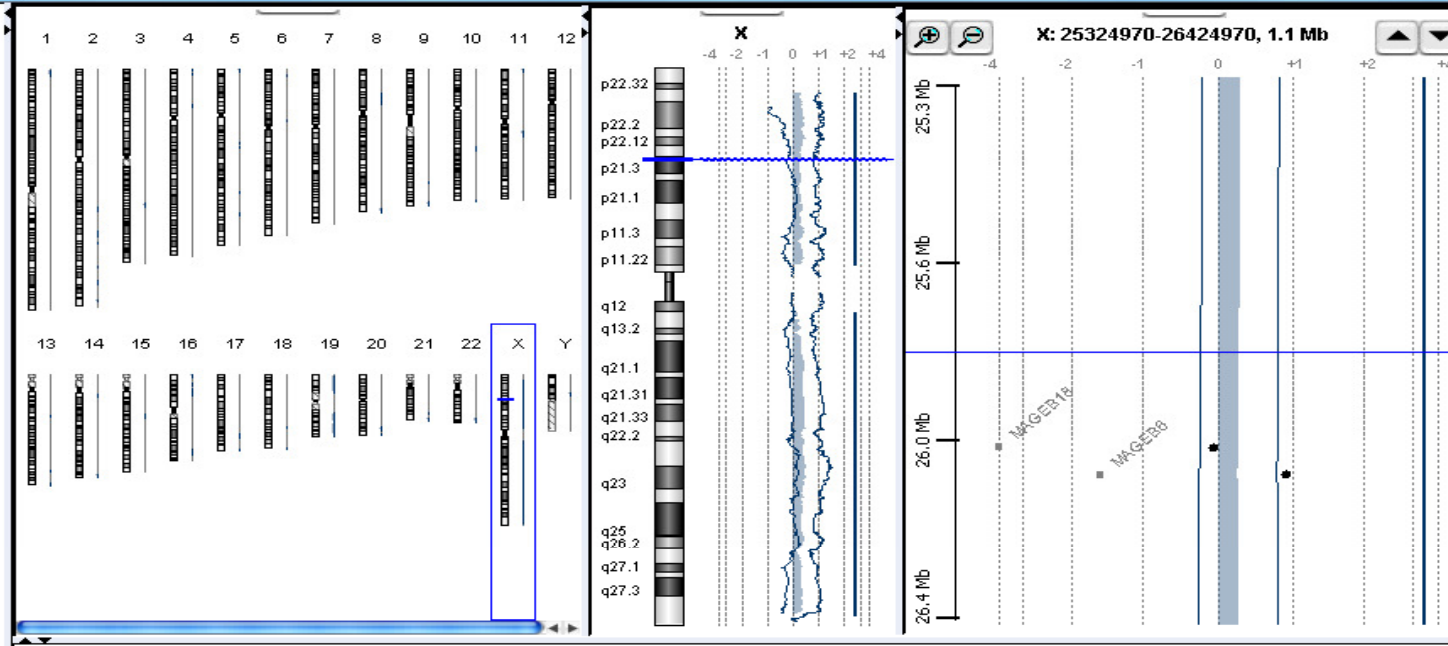 1 2 3 4 5 6 7 8 9 10 11 12
13 14 15 16 17 18 19 20 21 22 X Y
X
-4 -2 -1 0 +1 +2 +4
p22.32
p22.2
p22.12
p21.3
p21.1
p11.3
p11.22
q12
q13.2
q21.1
q21.31
q21.33
q22.2
q23
q25
q26.2
q27.1
q27.3
X: 25324970-26424970, 1.1 Mb
-4 -2 -1 0 +1 +2
25.3 Mb
25.6 Mb
26.0 Mb
26.4 Mb
MAGEB18
MAGEB6